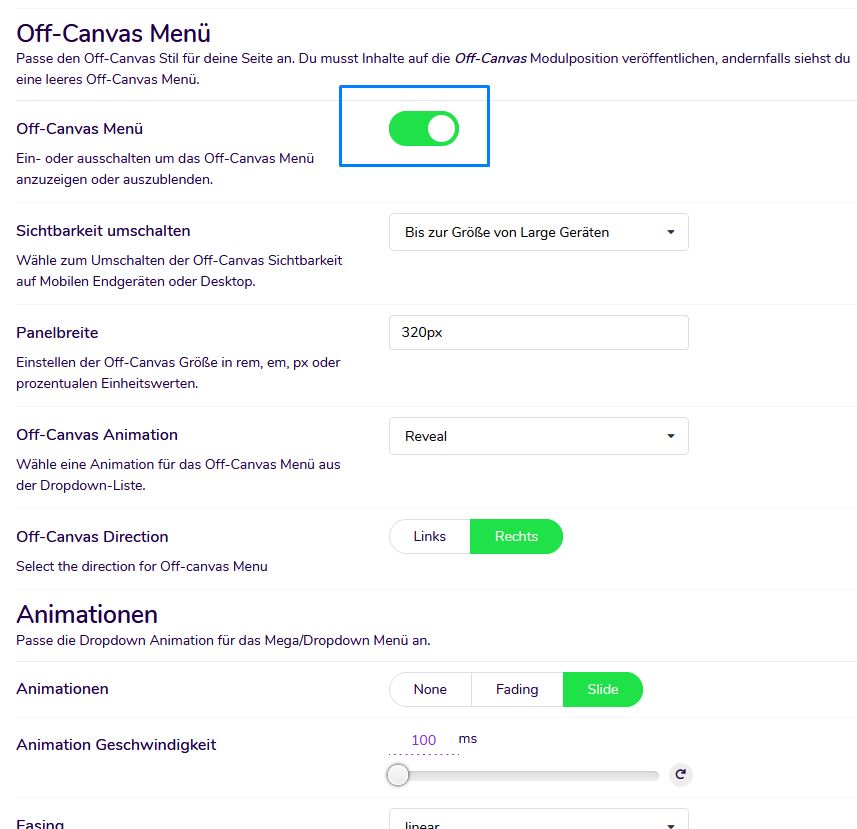 Off-Canvas Menü
Passe den Off-Canvas Stil für deine Seite an. Du musst Inhalte auf die Off-Canvas Modulposition veröffentlichen, andernfalls siehst du
eine leeres Off-Canvas Menü.
Off-Canvas Menü
Ein- oder ausschalten um das Off-Canvas Menü
anzuzeigen oder auszublenden.
Sichtbarkeit umschalten
Bis zur Größe von Large Geräten
Wähle zum Umschalten der Off-Canvas Sichtbarkeit
auf Mobilen Endgeräten oder Desktop.
Panelbreite
320px
Einstellen der Off-Canvas Größe in rem, em, px oder
prozentualen Einheitswerten.
Off-Canvas Animation
Reveal
Wähle eine Animation für das Off-Canvas Menü aus
der Dropdown-Liste.
Off-Canvas Direction
Links Rechts
Select the direction for Off-canvas Menu
Animationen
Passe die Dropdown Animation für das Mega/Dropdown Menü an.
Animationen
None Fading Slide
Animation Geschwindigkeit
100 ms
Easing
linear